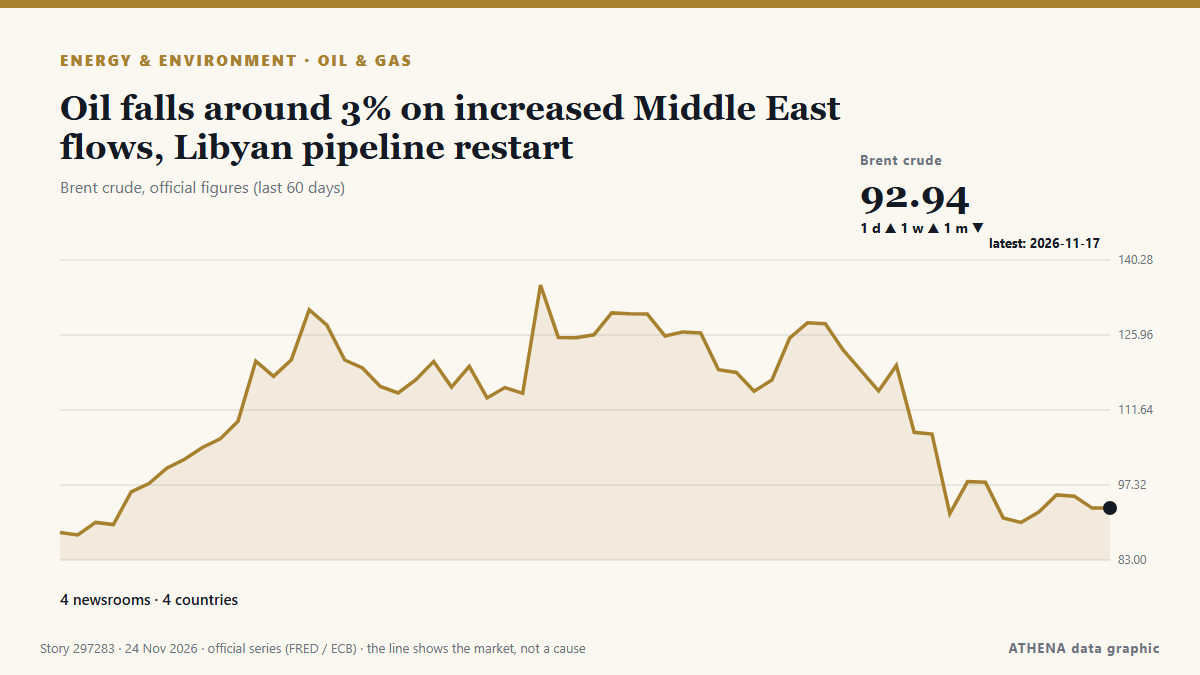 ENERGY & ENVIRONMENT · OIL & GAS
Oil falls around 3% on increased Middle East
flows, Libyan pipeline restart
Brent crude, official figures (last 60 days)
Brent crude
92.94
1 d ▲ 1 w ▲ 1 m ▼
latest: 2026-11-17
140.28
125.96
111.64
97.32
83.00
4 newsrooms · 4 countries
Story 297283 · 24 Nov 2026 · official series (FRED / ECB) · the line shows the market, not a cause
ATHENA data graphic